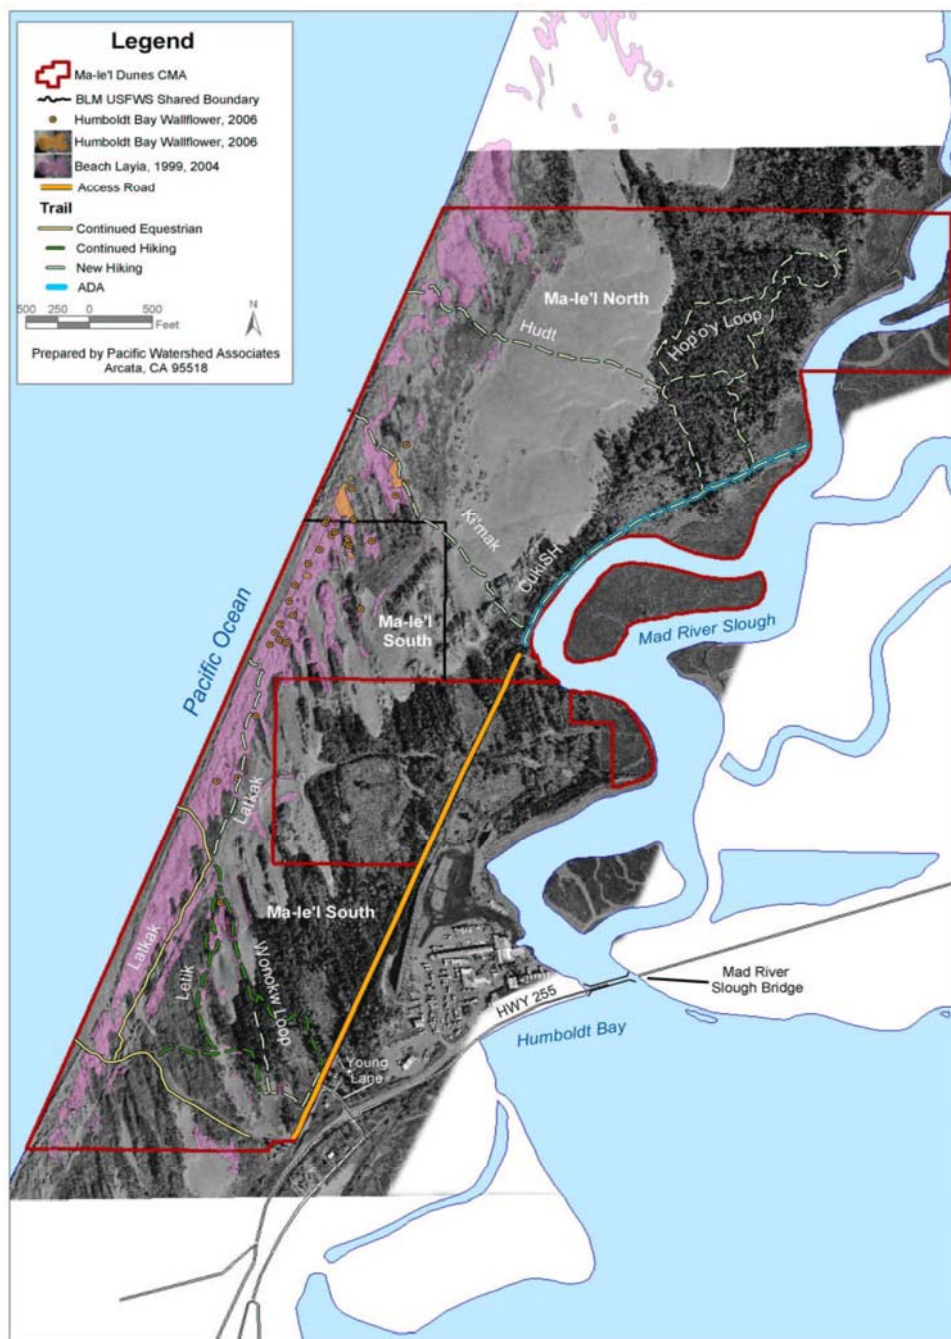 Legend
Ma-le'l Dunes CMA
BLM USFWS Shared Boundary
Humboldt Bay Wallflower, 2006
Humboldt Bay Wallflower, 2006
Beach Layia, 1999, 2004
Access Road
Trail
Continued Equestrian
Continued Hiking
New Hiking
ADA
500 250 0 500
Feet
N
Prepared by Pacific Watershed Associates
Arcata, CA 95518
Ma-le'l North
Hudt
Hop'o'y Loop
Ki'mak
CukiSH
Ma-le'l
South
Mad River Slough
Pacific Ocean
Latkak
Ma-le'l South
Latkak
Letik
Wonokw Loop
Mad River
Slough Bridge
HWY 255
Humboldt Bay
Young
Lane